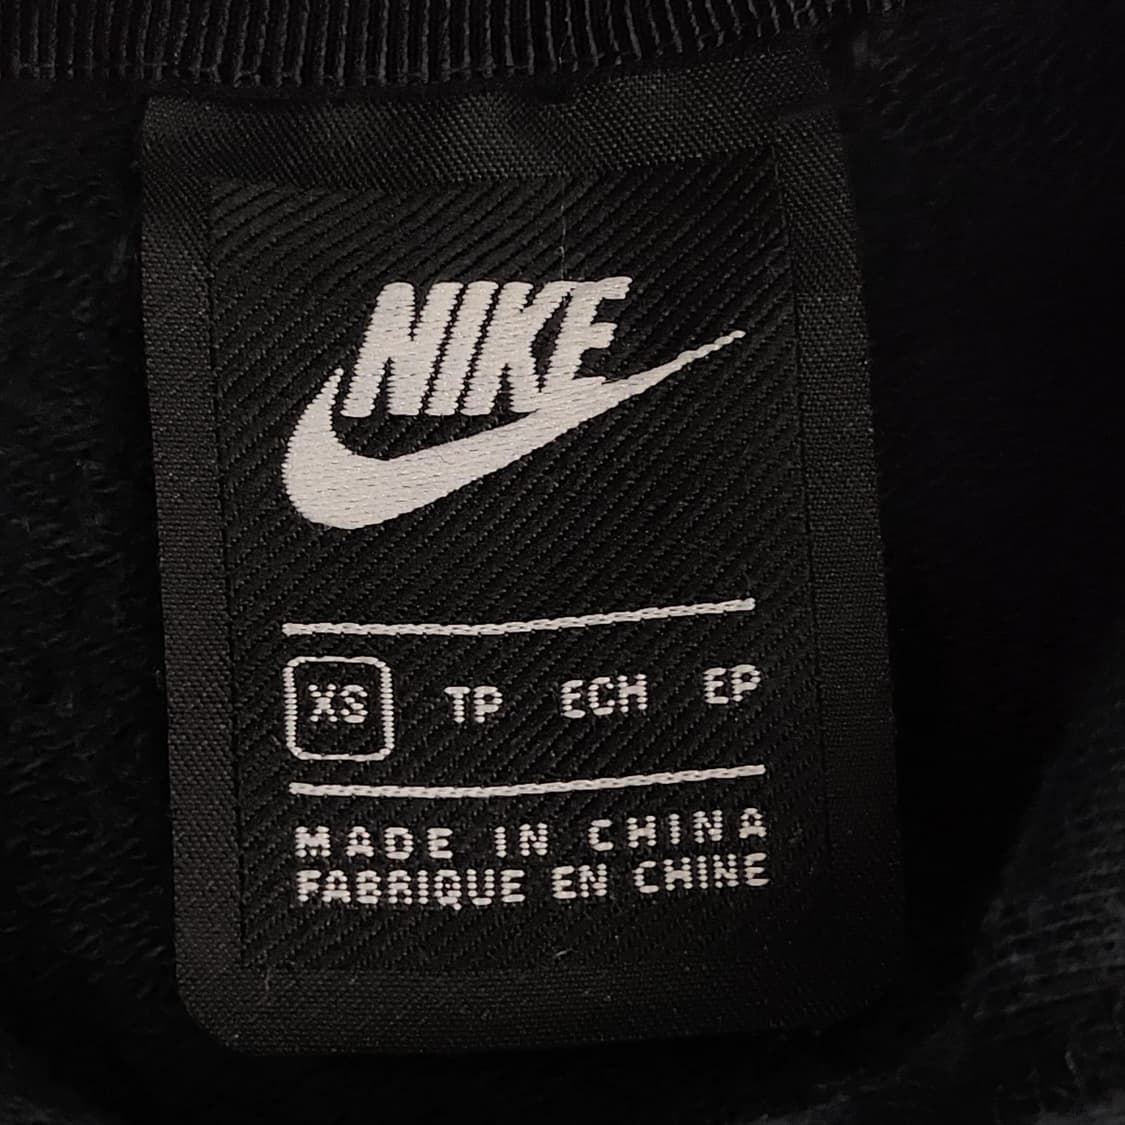 NIKE
XS TP ECH EP
MADE IN CHINA
FABRIQUE EN CHINE